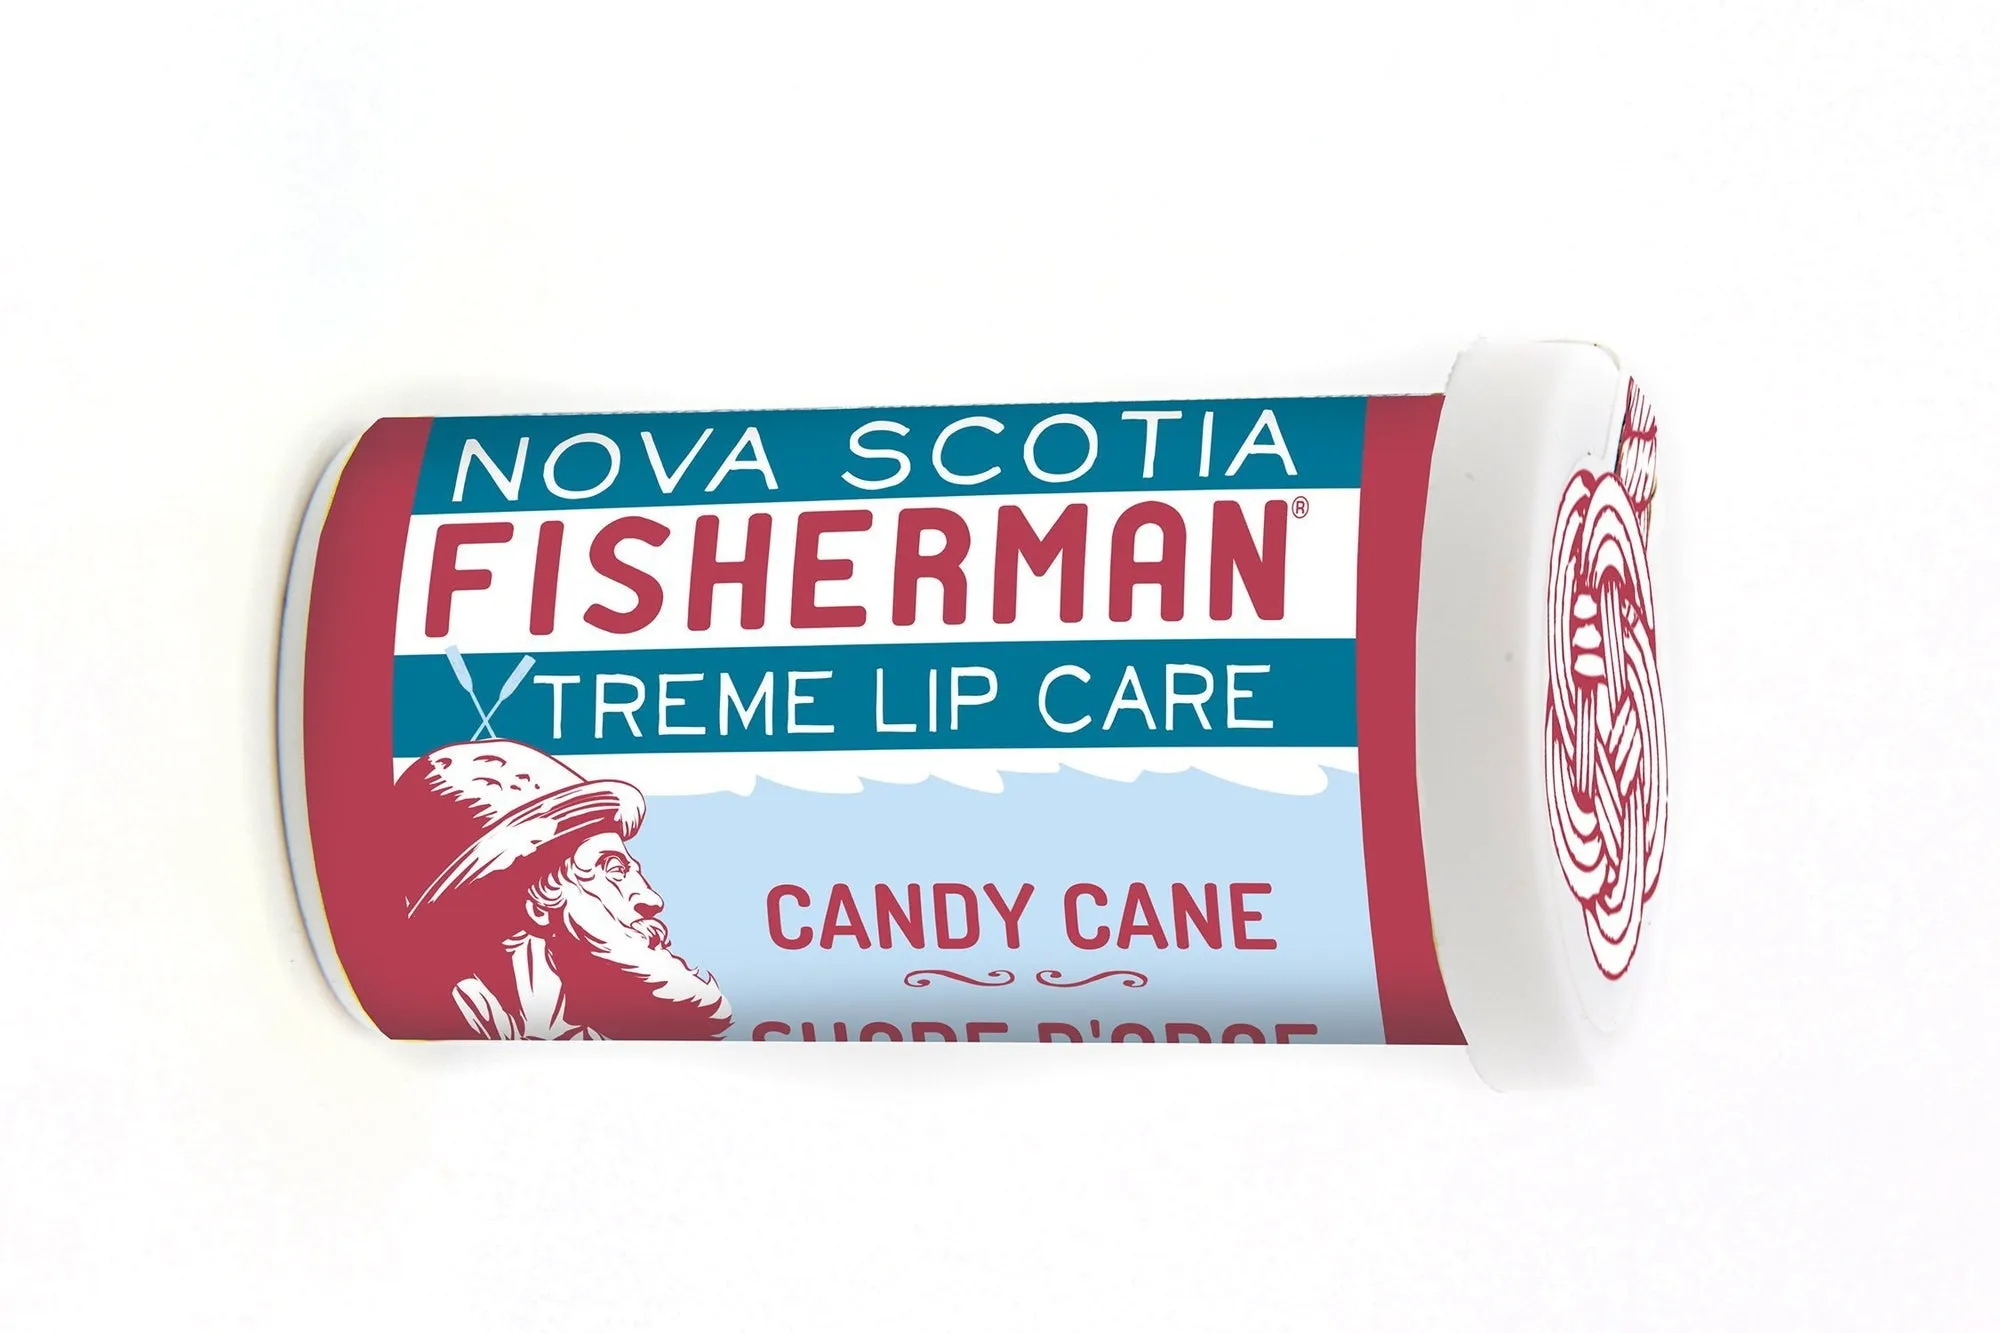 NOVA SCOTIA
FISHERMAN®
XTREME LIP CARE
CANDY CANE